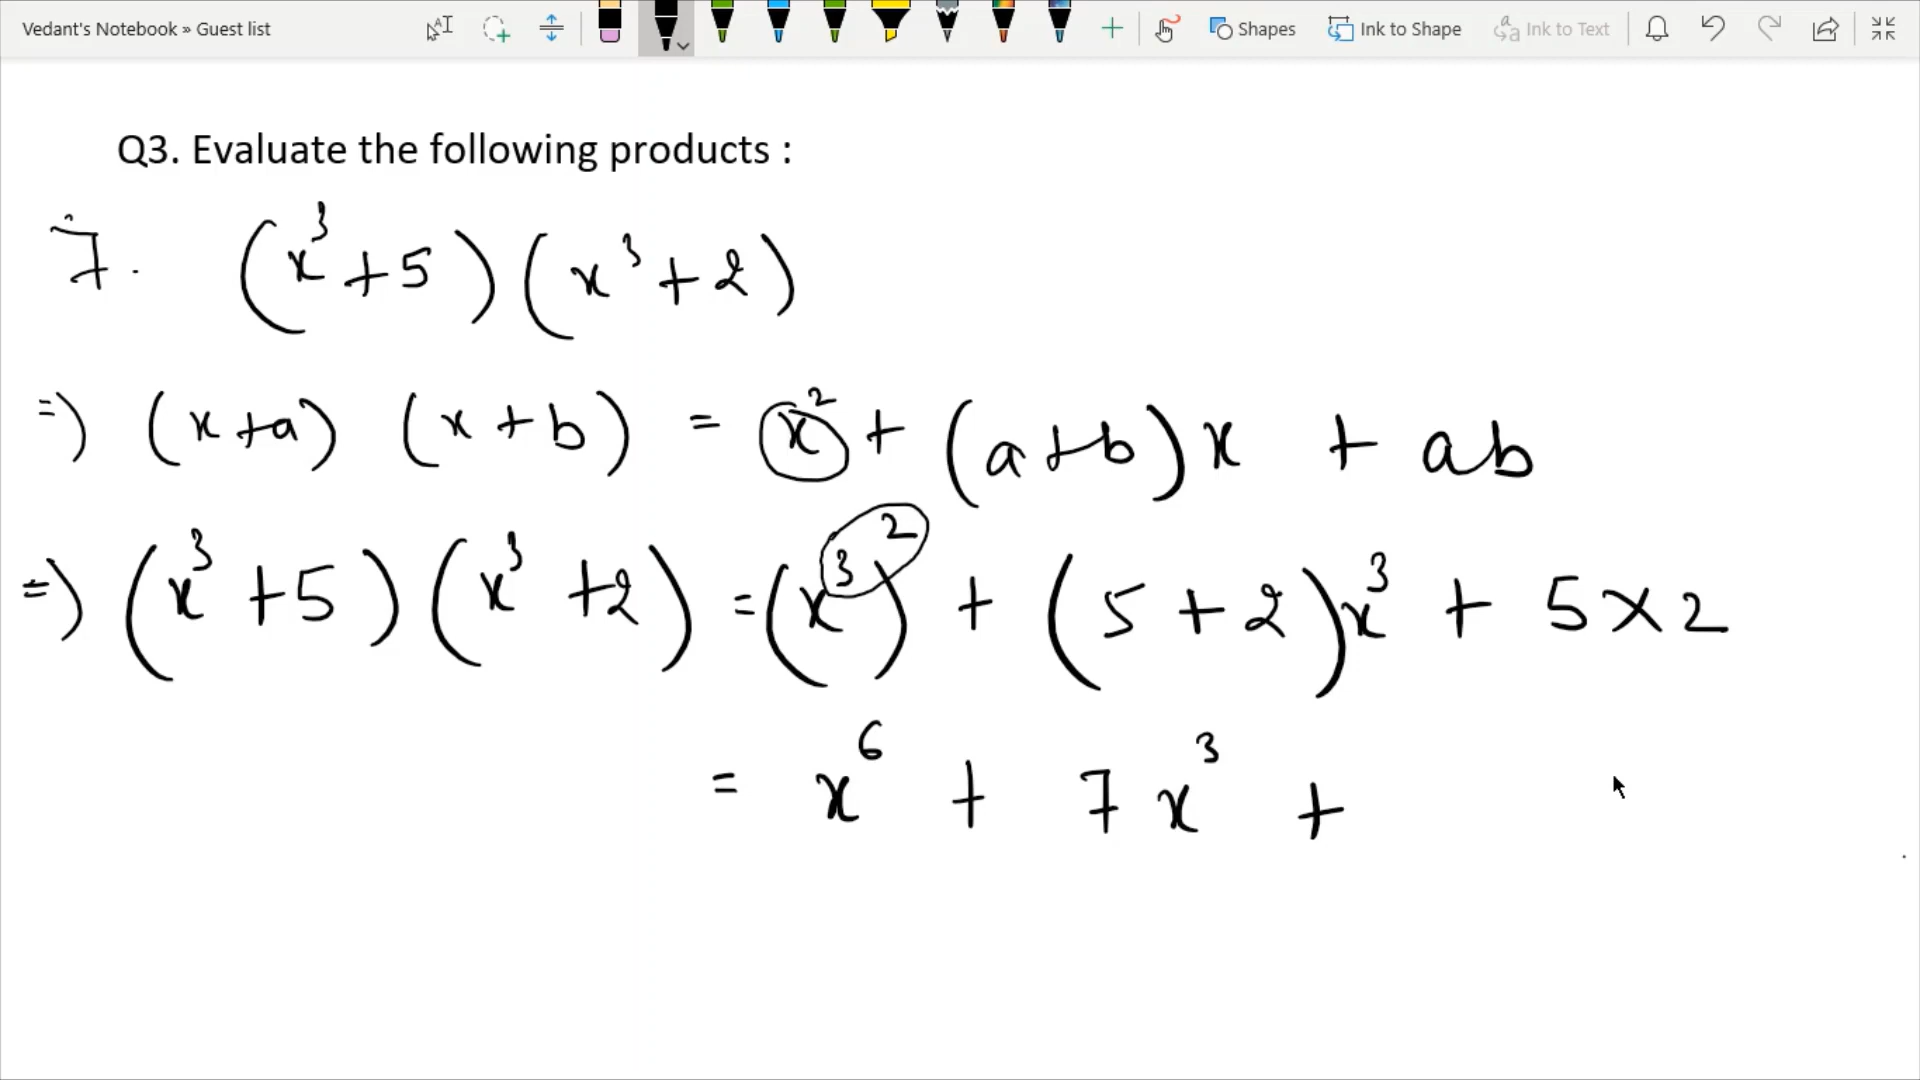 Vedant's Notebook » Guest list
Shapes
Ink to Shape
Ink to Text
Q3. Evaluate the following products :
7. (x³+5)(x³+2)
=) (x+a) (x+b) = x² + (a+b)x + ab
=) (x³+5)(x³+2) = (x³)² + (5+2)x³ + 5×2
= x⁶ + 7x³ +